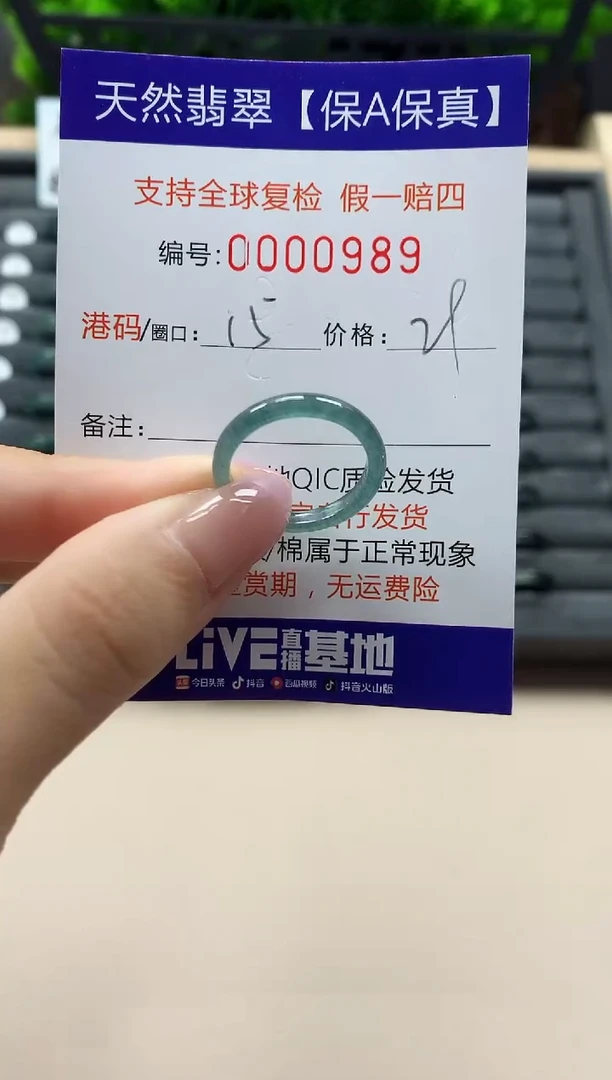 天然翡翠【保A保真】
支持全球复检 假一赔四
编号:0000989
港码/圈口: 15 价格:
备注:
QIC质检发货
行发货
/棉属于正常现象
赏期，无运费险
LiVE直播基地
今日头条 抖音 西瓜视频 抖音火山版